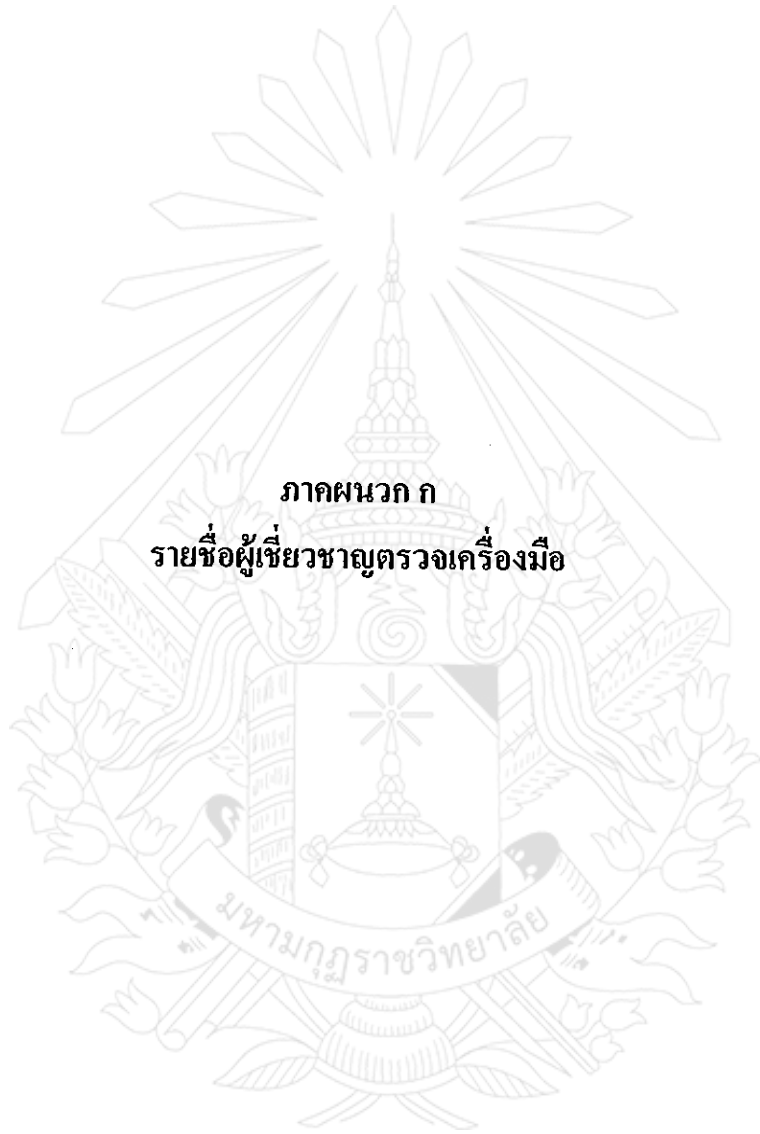 ภาคผนวก ก
รายชื่อผู้เชี่ยวชาญตรวจเครื่องมือ
มหามกุฏราชวิทยาลัย